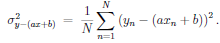 σ²_{y−(ax+b)} = 1/N ∑_{n=1}^{N} (y_n − (ax_n + b))².